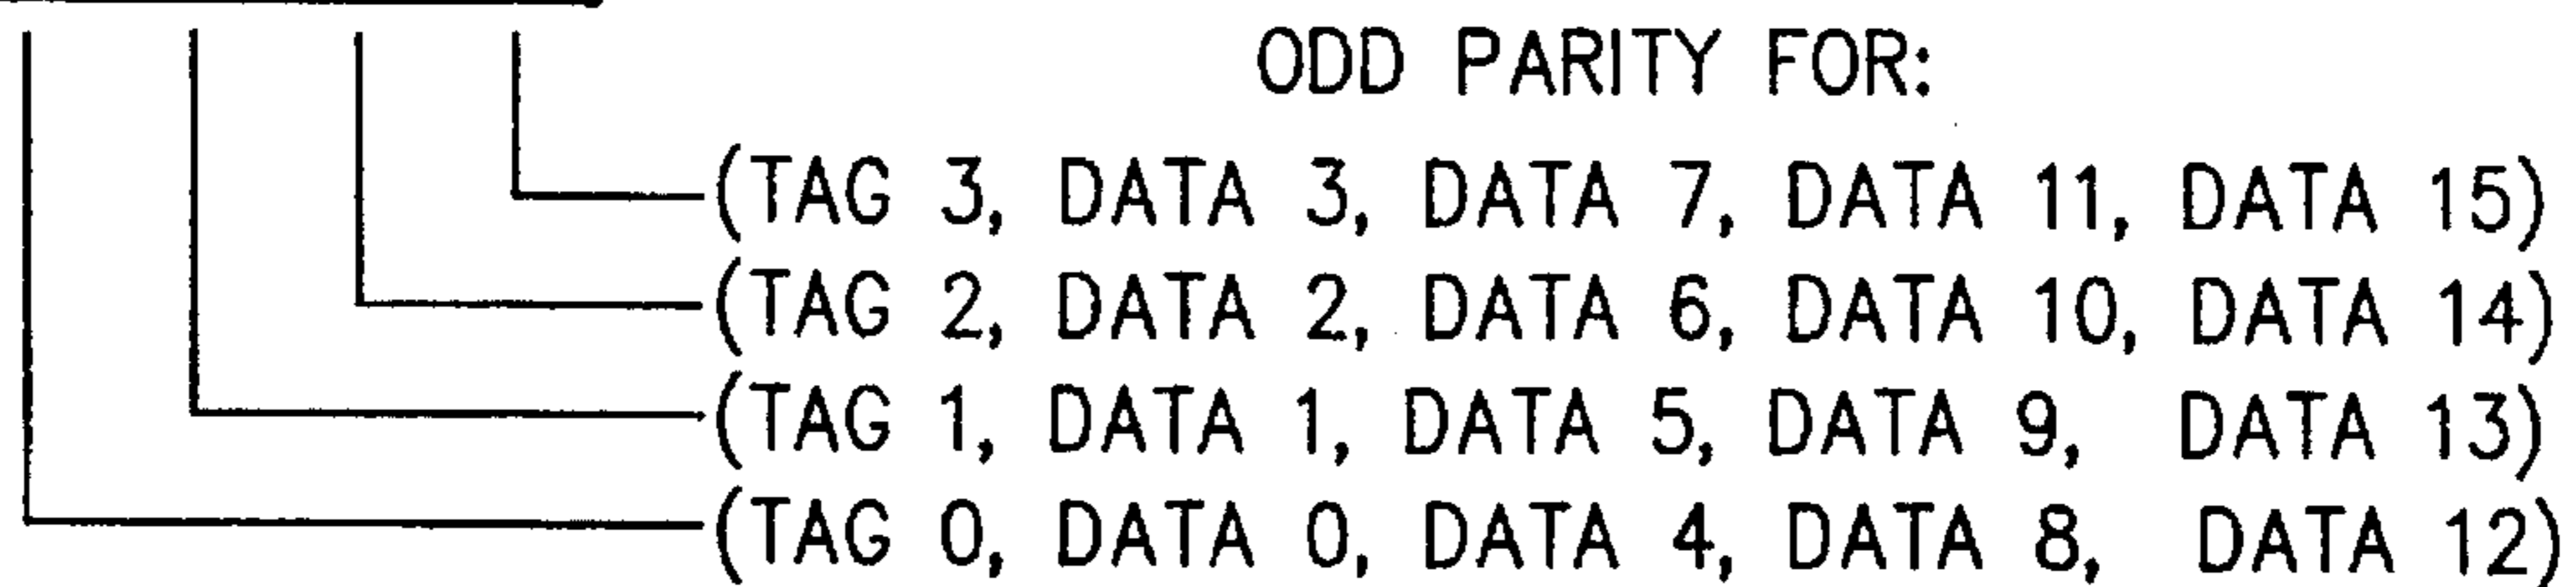 ODD PARITY FOR:
(TAG 3, DATA 3, DATA 7, DATA 11, DATA 15)
(TAG 2, DATA 2, DATA 6, DATA 10, DATA 14)
(TAG 1, DATA 1, DATA 5, DATA 9, DATA 13)
(TAG 0, DATA 0, DATA 4, DATA 8, DATA 12)